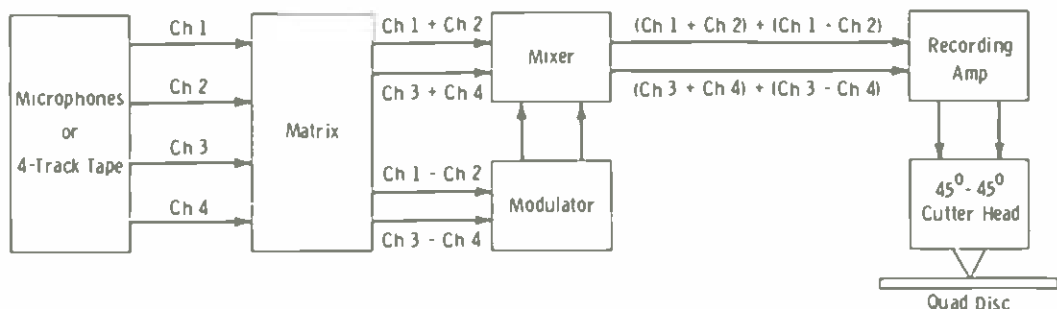 Microphones
or
4-Track Tape
Ch 1
Ch 2
Ch 3
Ch 4
Matrix
Ch 1 + Ch 2
Ch 3 + Ch 4
Ch 1 - Ch 2
Ch 3 - Ch 4
Mixer
Modulator
(Ch 1 + Ch 2) + (Ch 1 - Ch 2)
(Ch 3 + Ch 4) + (Ch 3 - Ch 4)
Recording
Amp
45⁰ - 45⁰
Cutter Head
Quad Disc